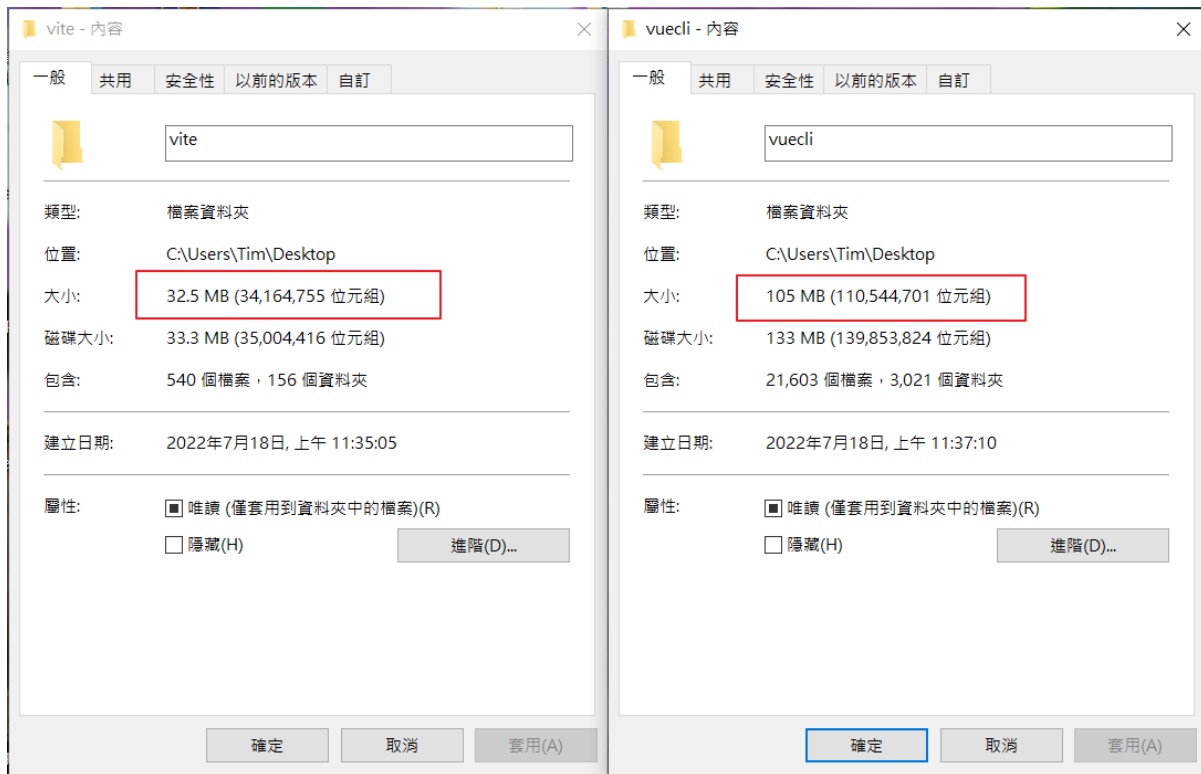 vite - 內容
一般 共用 安全性 以前的版本 自訂
vite
類型: 檔案資料夾
位置: C:\Users\Tim\Desktop
大小: 32.5 MB (34,164,755 位元組)
磁碟大小: 33.3 MB (35,004,416 位元組)
包含: 540 個檔案，156 個資料夾
建立日期: 2022年7月18日, 上午 11:35:05
屬性: 唯讀 (僅套用到資料夾中的檔案)(R)
隱藏(H) 進階(D)...
確定 取消 套用(A)
vuecli - 內容
一般 共用 安全性 以前的版本 自訂
vuecli
類型: 檔案資料夾
位置: C:\Users\Tim\Desktop
大小: 105 MB (110,544,701 位元組)
磁碟大小: 133 MB (139,853,824 位元組)
包含: 21,603 個檔案，3,021 個資料夾
建立日期: 2022年7月18日, 上午 11:37:10
屬性: 唯讀 (僅套用到資料夾中的檔案)(R)
隱藏(H) 進階(D)...
確定 取消 套用(A)